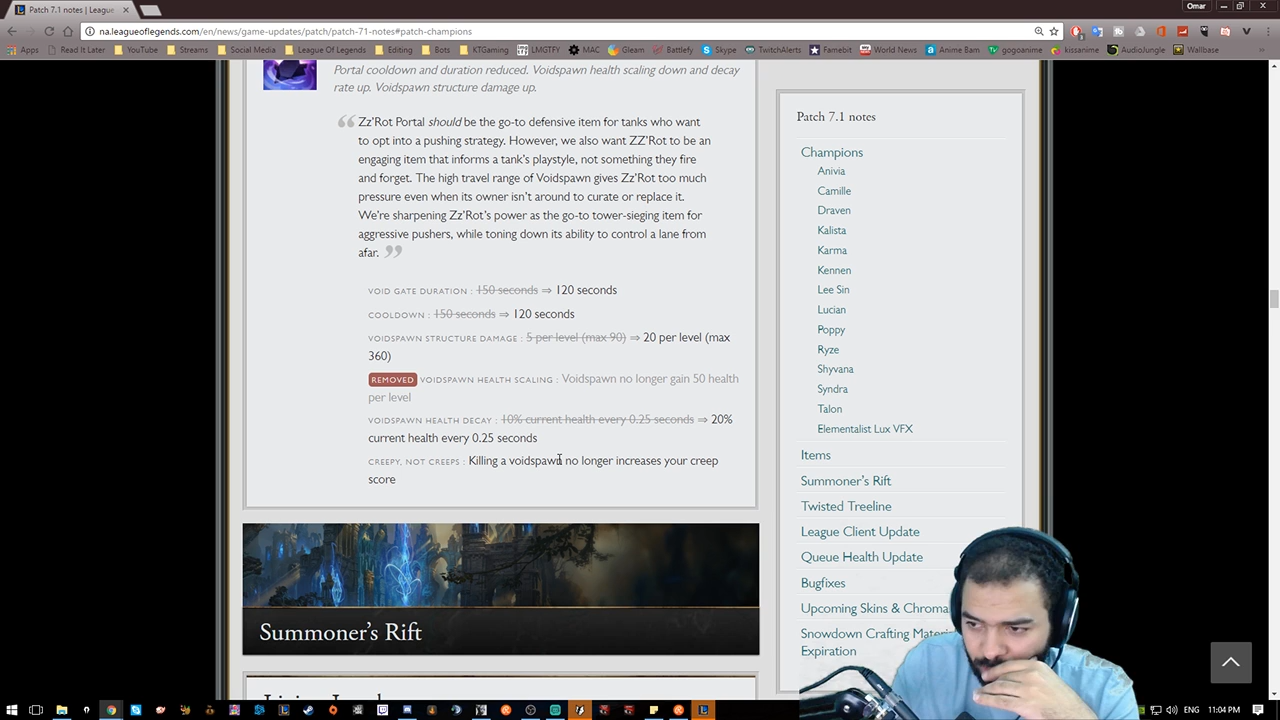 Patch 7.1 notes | League
Omar
na.leagueoflegends.com/en/news/game-updates/patch/patch-71-notes#patch-champions
Apps Read It Later YouTube Streams Social Media League Of Legends Editing Bots KTGaming LMGTFY MAC Gleam Battlefy Skype TwitchAlerts Famebit World News Anime Bam gogoanime kissanime AudioJungle Wallbase
Portal cooldown and duration reduced. Voidspawn health scaling down and decay
rate up. Voidspawn structure damage up.
Zz'Rot Portal should be the go-to defensive item for tanks who want
to opt into a pushing strategy. However, we also want ZZ'Rot to be an
engaging item that informs a tank's playstyle, not something they fire
and forget. The high travel range of Voidspawn gives Zz'Rot too much
pressure even when its owner isn't around to curate or replace it.
We're sharpening Zz'Rot's power as the go-to tower-sieging item for
aggressive pushers, while toning down its ability to control a lane from
afar.
VOID GATE DURATION : 150 seconds ⇒ 120 seconds
COOLDOWN : 150 seconds ⇒ 120 seconds
VOIDSPAWN STRUCTURE DAMAGE : 5 per level (max 90) ⇒ 20 per level (max
360)
REMOVED VOIDSPAWN HEALTH SCALING : Voidspawn no longer gain 50 health
per level
VOIDSPAWN HEALTH DECAY : 10% current health every 0.25 seconds ⇒ 20%
current health every 0.25 seconds
CREEPY, NOT CREEPS : Killing a voidspawn no longer increases your creep
score
Summoner's Rift
Patch 7.1 notes
Champions
Anivia
Camille
Draven
Kalista
Karma
Kennen
Lee Sin
Lucian
Poppy
Ryze
Shyvana
Syndra
Talon
Elementalist Lux VFX
Items
Summoner's Rift
Twisted Treeline
League Client Update
Queue Health Update
Bugfixes
Upcoming Skins & Chroma
Snowdown Crafting Materi
Expiration
ENG 11:04 PM